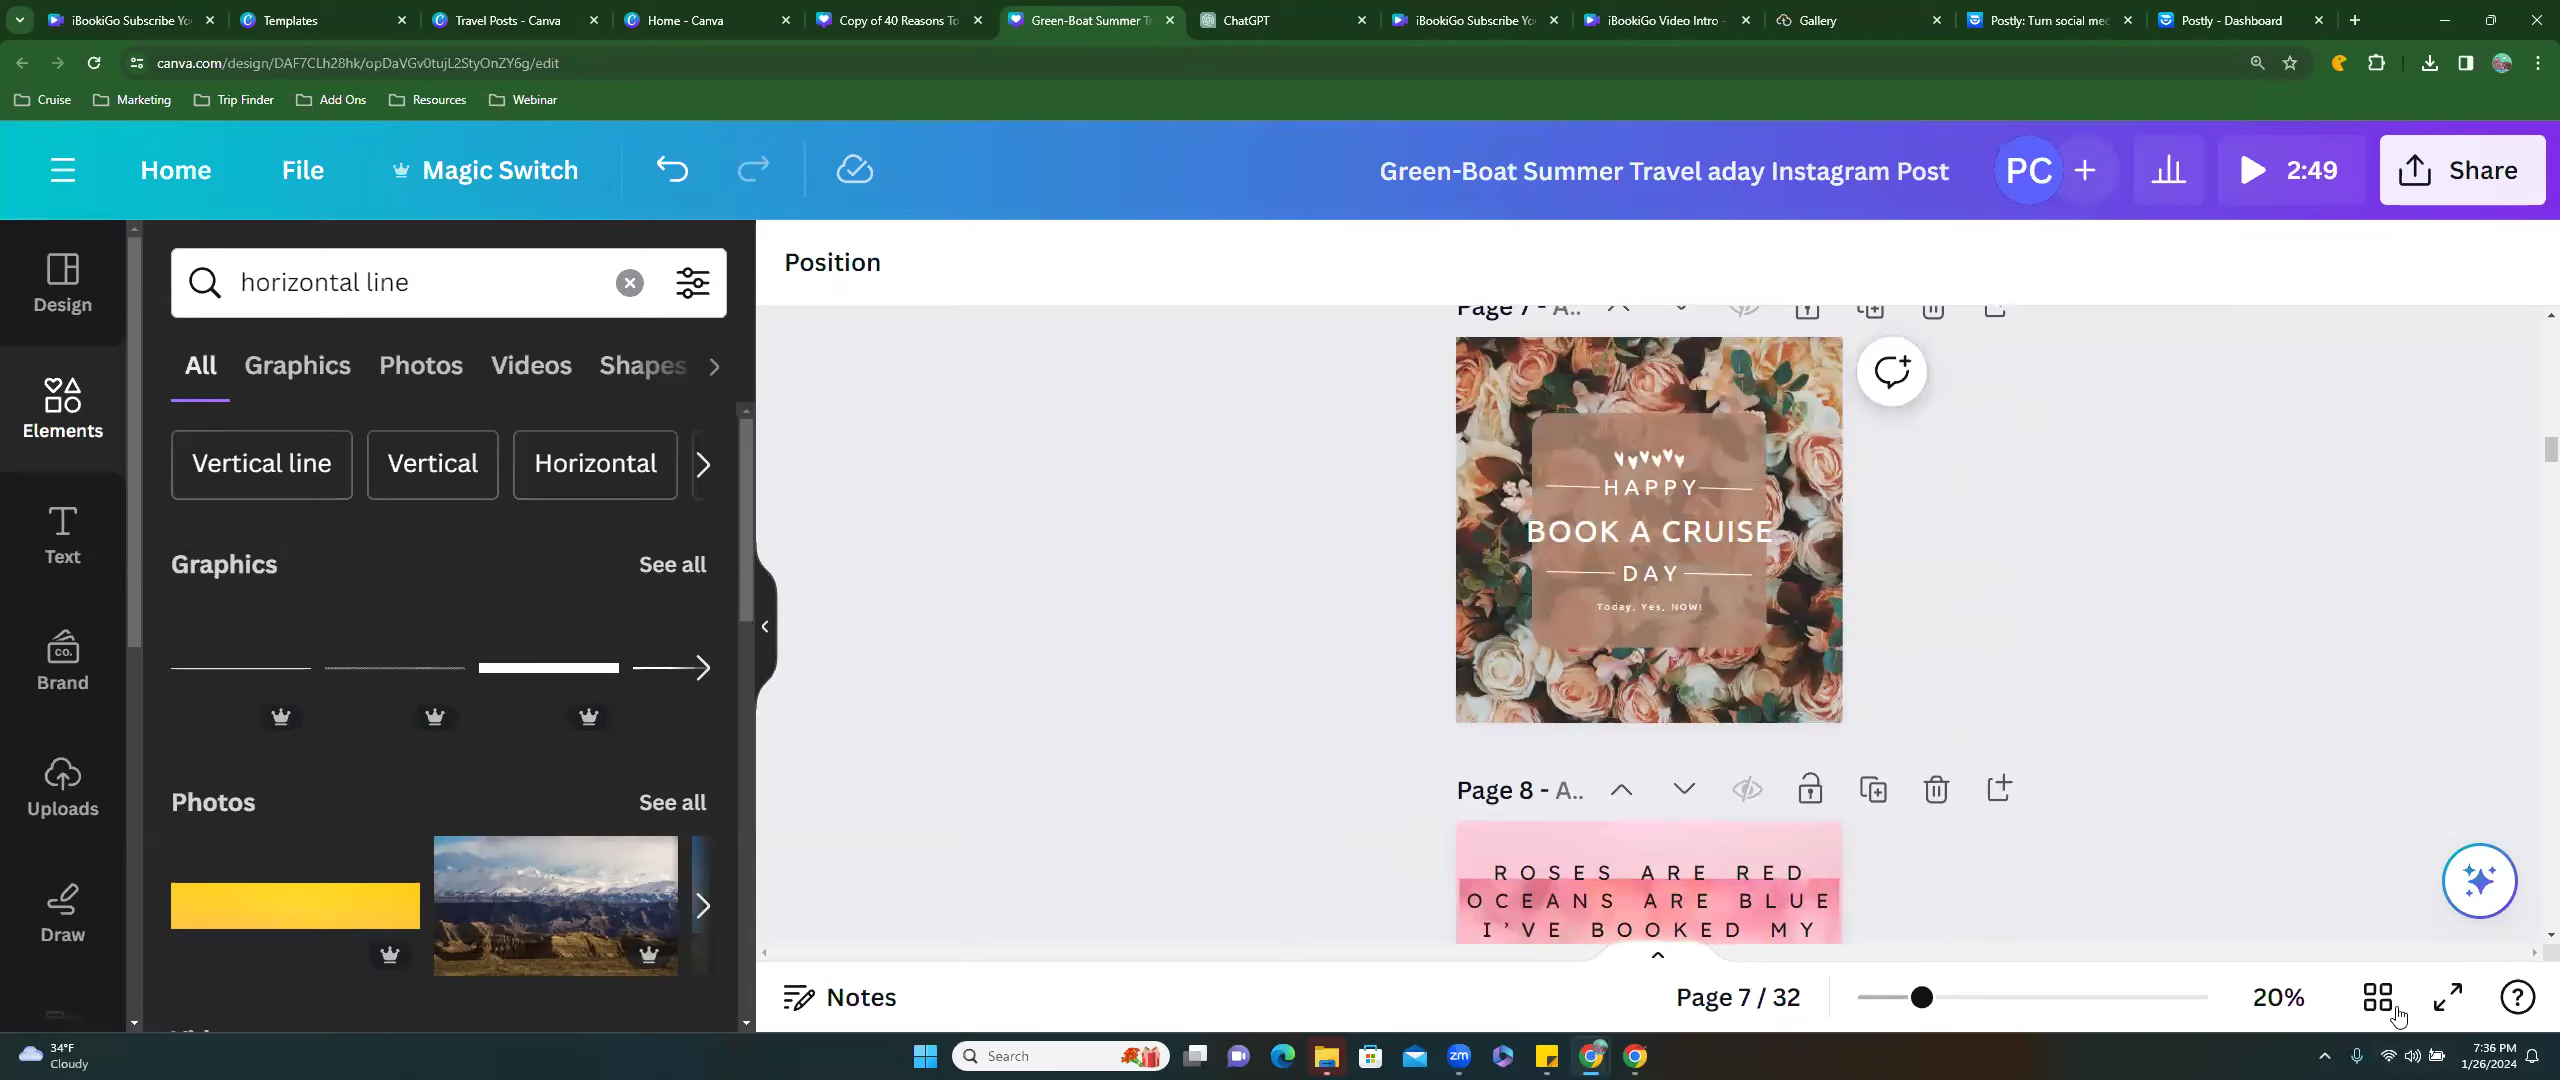 iBookiGo Subscribe Yo
Templates
Travel Posts - Canva
Home - Canva
Copy of 40 Reasons To
Green-Boat Summer Tr
ChatGPT
iBookiGo Subscribe Yo
iBookiGo Video Intro -
Gallery
Postly: Turn social med
Postly - Dashboard
canva.com/design/DAF7CLh28hk/opDaVGv0tujL2StyOnZY6g/edit
Cruise
Marketing
Trip Finder
Add Ons
Resources
Webinar
Home
File
Magic Switch
Green-Boat Summer Travel aday Instagram Post
PC
2:49
Share
Design
Elements
Text
CO.
Brand
Uploads
Draw
horizontal line
All
Graphics
Photos
Videos
Shapes
Vertical line
Vertical
Horizontal
Graphics
See all
Photos
See all
Position
Page 7 - A..
HAPPY
BOOK A CRUISE
DAY
Today, Yes, NOW!
Page 8 - A..
ROSES ARE RED
OCEANS ARE BLUE
I'VE BOOKED MY
Notes
Page 7 / 32
20%
34°F
Cloudy
Search
zm
7:36 PM
1/26/2024